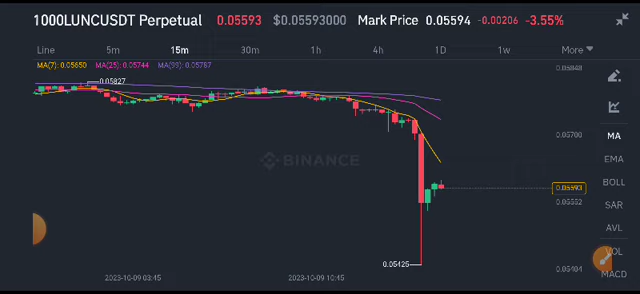 1000LUNCUSDT Perpetual 0.05593 $0.05593000 Mark Price 0.05594 -0.00206 -3.55%
Line 5m 15m 30m 1h 4h 1D 1w More
MA(7): 0.05650 MA(25): 0.05744 MA(99): 0.05787
0.05848
0.05827
0.05700
MA
EMA
BINANCE
BOLL
0.05593
0.05552
SAR
AVL
VOL
0.05425
0.05404
MACD
2023-10-09 03:45 2023-10-09 10:45